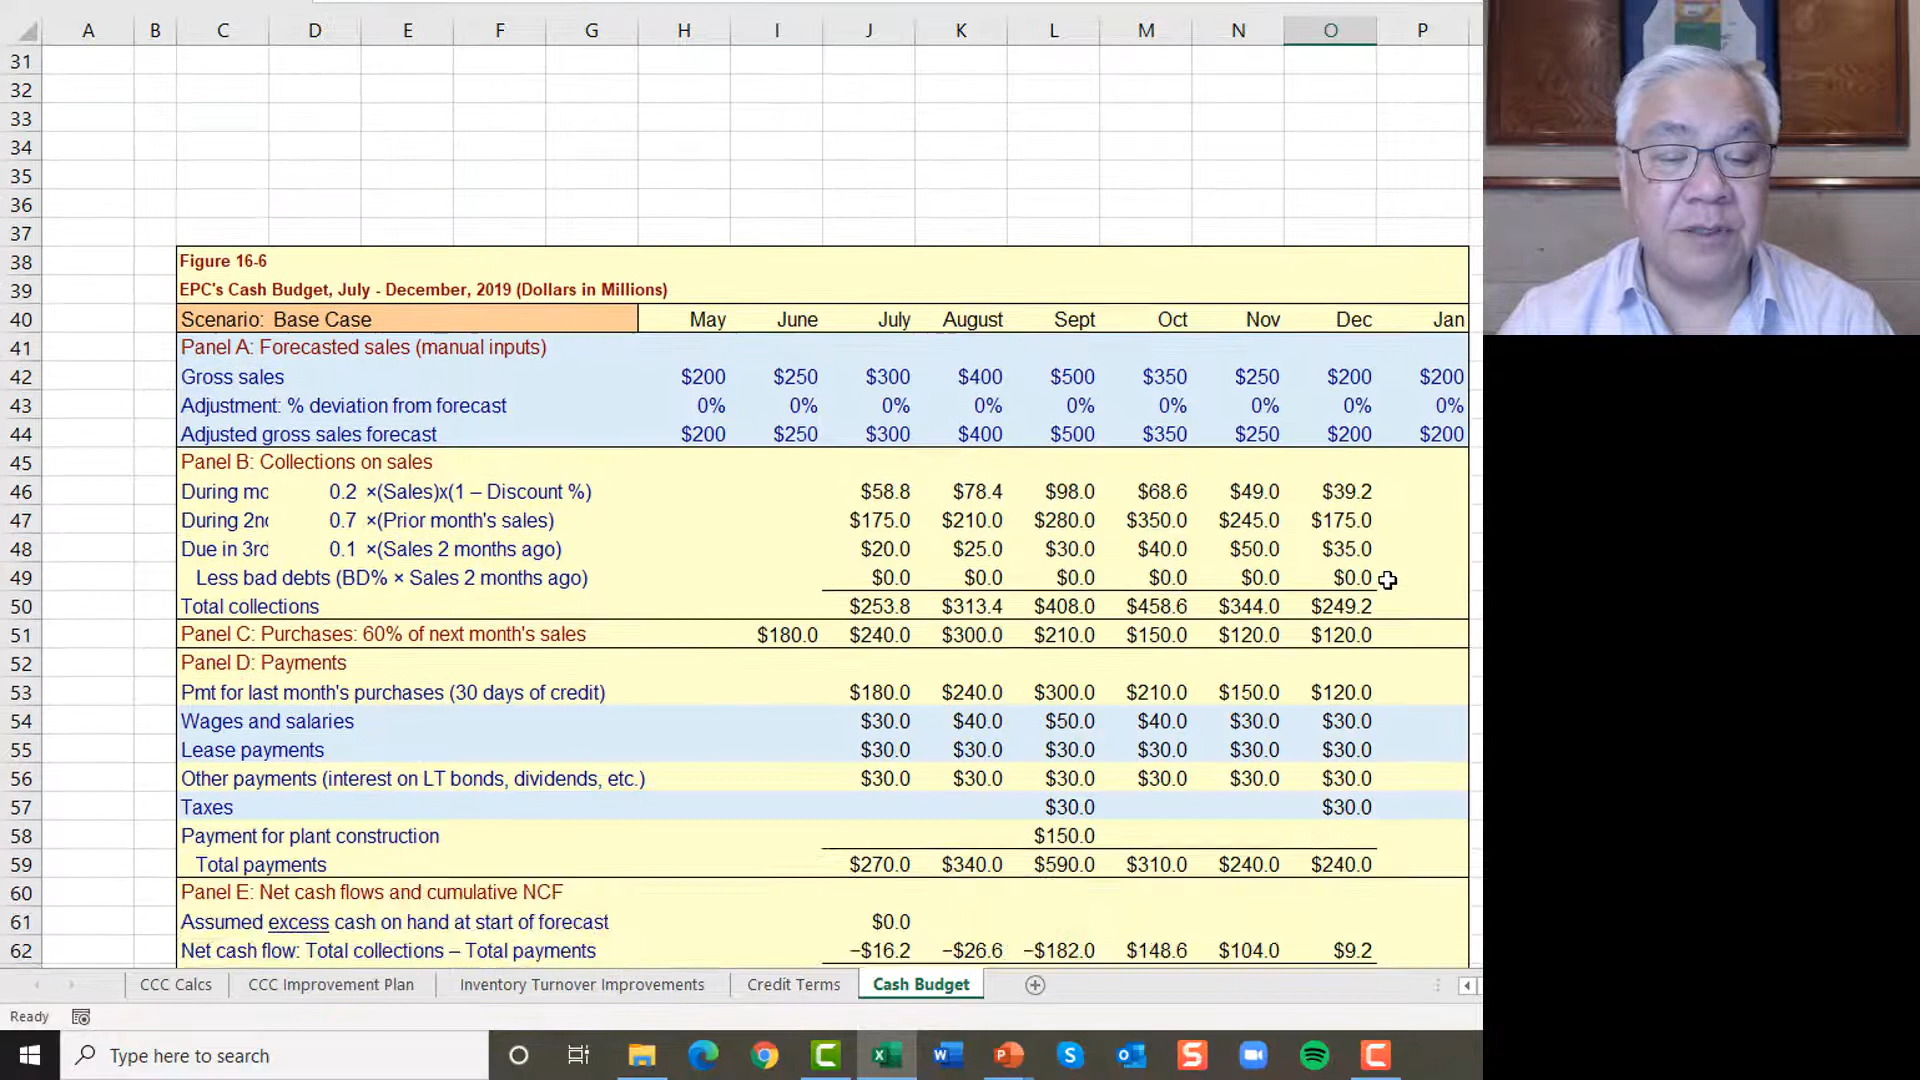 A B C D E F G H I J K L M N O P
31
32
33
34
35
36
37
38 Figure 16-6
39 EPC's Cash Budget, July - December, 2019 (Dollars in Millions)
40 Scenario: Base Case May June July August Sept Oct Nov Dec Jan
41 Panel A: Forecasted sales (manual inputs)
42 Gross sales $200 $250 $300 $400 $500 $350 $250 $200 $200
43 Adjustment: % deviation from forecast 0% 0% 0% 0% 0% 0% 0% 0% 0%
44 Adjusted gross sales forecast $200 $250 $300 $400 $500 $350 $250 $200 $200
45 Panel B: Collections on sales
46 During mo 0.2 ×(Sales)x(1 – Discount %) $58.8 $78.4 $98.0 $68.6 $49.0 $39.2
47 During 2nd 0.7 ×(Prior month's sales) $175.0 $210.0 $280.0 $350.0 $245.0 $175.0
48 Due in 3rd 0.1 ×(Sales 2 months ago) $20.0 $25.0 $30.0 $40.0 $50.0 $35.0
49 Less bad debts (BD% × Sales 2 months ago) $0.0 $0.0 $0.0 $0.0 $0.0 $0.0
50 Total collections $253.8 $313.4 $408.0 $458.6 $344.0 $249.2
51 Panel C: Purchases: 60% of next month's sales $180.0 $240.0 $300.0 $210.0 $150.0 $120.0 $120.0
52 Panel D: Payments
53 Pmt for last month's purchases (30 days of credit) $180.0 $240.0 $300.0 $210.0 $150.0 $120.0
54 Wages and salaries $30.0 $40.0 $50.0 $40.0 $30.0 $30.0
55 Lease payments $30.0 $30.0 $30.0 $30.0 $30.0 $30.0
56 Other payments (interest on LT bonds, dividends, etc.) $30.0 $30.0 $30.0 $30.0 $30.0 $30.0
57 Taxes $30.0 $30.0
58 Payment for plant construction $150.0
59 Total payments $270.0 $340.0 $590.0 $310.0 $240.0 $240.0
60 Panel E: Net cash flows and cumulative NCF
61 Assumed excess cash on hand at start of forecast $0.0
62 Net cash flow: Total collections – Total payments −$16.2 −$26.6 −$182.0 $148.6 $104.0 $9.2
CCC Calcs CCC Improvement Plan Inventory Turnover Improvements Credit Terms Cash Budget
Ready
Type here to search